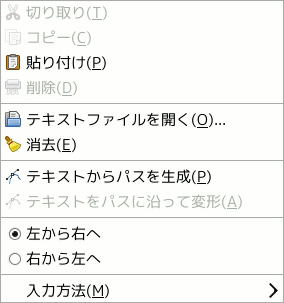 切り取り(T)
コピー(C)
貼り付け(P)
削除(D)
テキストファイルを開く(O)...
消去(E)
テキストからパスを生成(P)
テキストをパスに沿って変形(A)
左から右へ
右から左へ
入力方法(M)